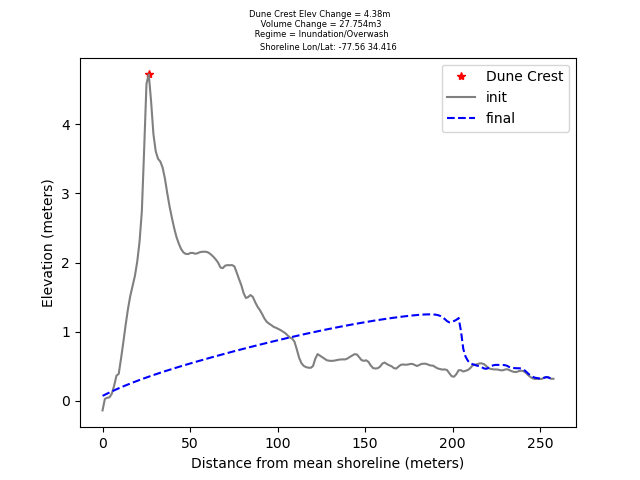 Dune Crest Elev Change = 4.38m
Volume Change = 27.754m3
Regime = Inundation/Overwash
Shoreline Lon/Lat: -77.56 34.416
Dune Crest
init
final
Elevation (meters)
4
3
2
1
0
0 50 100 150 200 250
Distance from mean shoreline (meters)